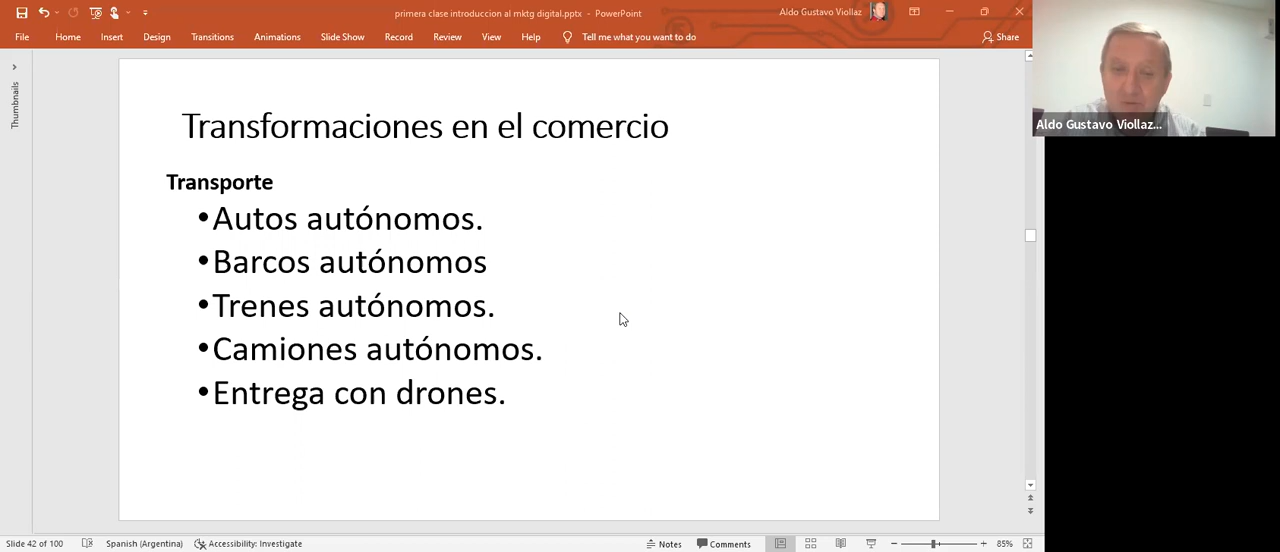 primera clase introduccion al mktg digital.pptx - PowerPoint
Aldo Gustavo Viollaz
File Home Insert Design Transitions Animations Slide Show Record Review View Help Tell me what you want to do Share
Thumbnails
Transformaciones en el comercio
Transporte
•Autos autónomos.
•Barcos autónomos
•Trenes autónomos.
•Camiones autónomos.
•Entrega con drones.
Aldo Gustavo Viollaz...
Slide 42 of 100 Spanish (Argentina) Accessibility: Investigate Notes Comments 85%